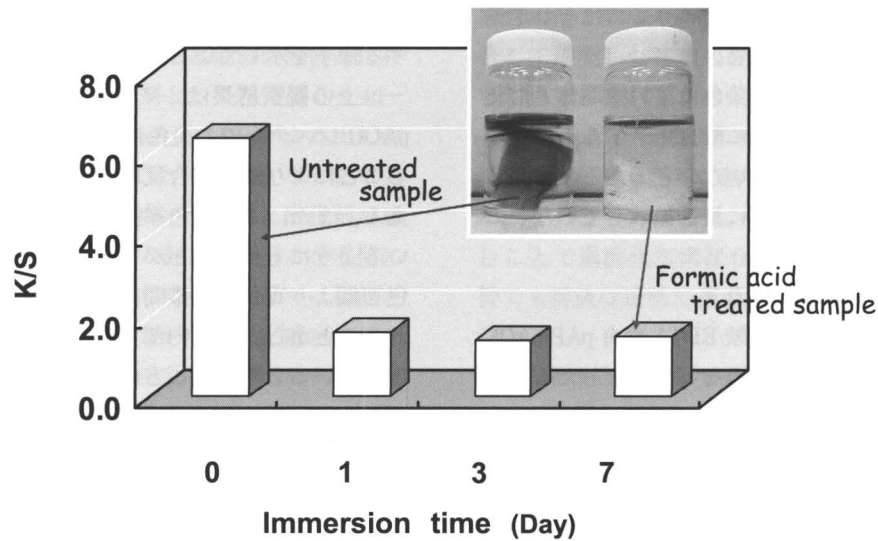 8.0
6.0
4.0
2.0
0.0
K/S
Untreated
sample
Formic acid
treated sample
0 1 3 7
Immersion time (Day)